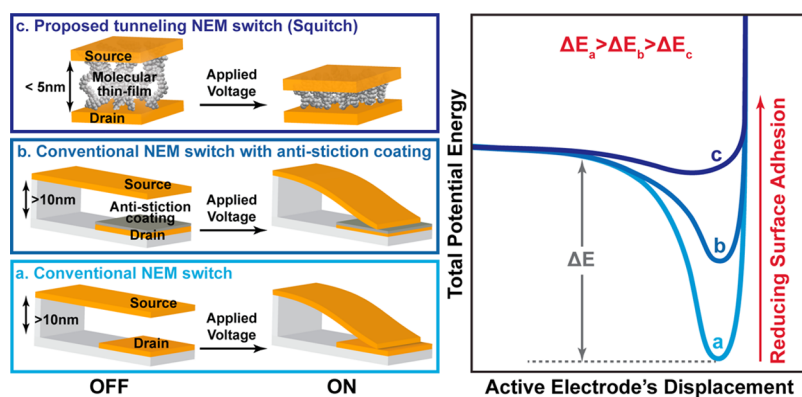 c. Proposed tunneling NEM switch (Squitch)
Source
< 5nm
Molecular
thin-film
Drain
Applied
Voltage
b. Conventional NEM switch with anti-stiction coating
Source
>10nm
Anti-stiction
coating
Drain
Applied
Voltage
a. Conventional NEM switch
Source
>10nm
Drain
Applied
Voltage
OFF
ON
Total Potential Energy
ΔEa>ΔEb>ΔEc
c
b
a
ΔE
Reducing Surface Adhesion
Active Electrode's Displacement